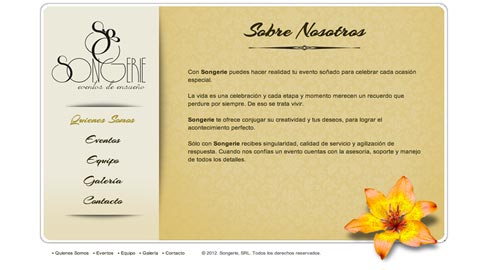 SONGERIE
eventos de ensueño
Quienes Somos
Eventos
Equipo
Galería
Contacto
Sobre Nosotros
Con Songerie puedes hacer realidad tu evento soñado para celebrar cada ocasión
especial.
La vida es una celebración y cada etapa y momento merecen un recuerdo que
perdure por siempre. De eso se trata vivir.
Songerie te ofrece conjugar su creatividad y tus deseos, para lograr el
acontecimiento perfecto.
Sólo con Songerie recibes singularidad, calidad de servicio y agilización de
respuesta. Cuando nos confías un evento cuentas con la asesoría, soporte y manejo
de todos los detalles.
• Quienes Somos • Eventos • Equipo • Galería • Contacto © 2012. Songerie, SRL. Todos los derechos reservados.